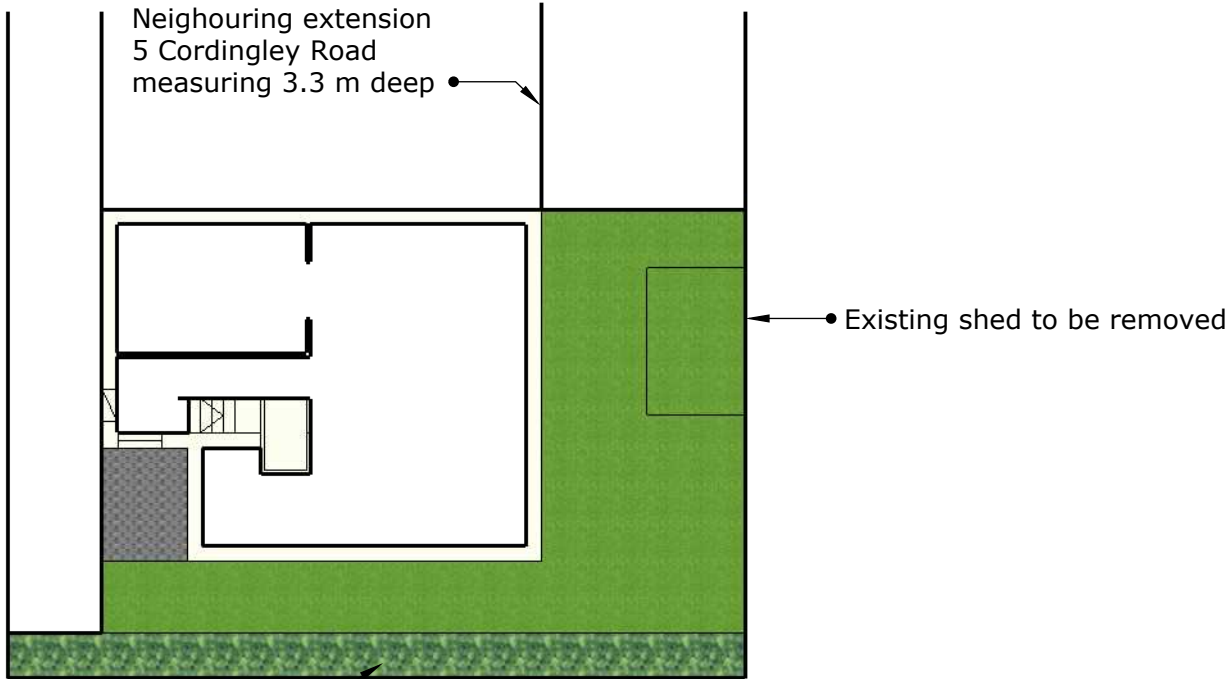 Neighouring extension
5 Cordingley Road
measuring 3.3 m deep
Existing shed to be removed